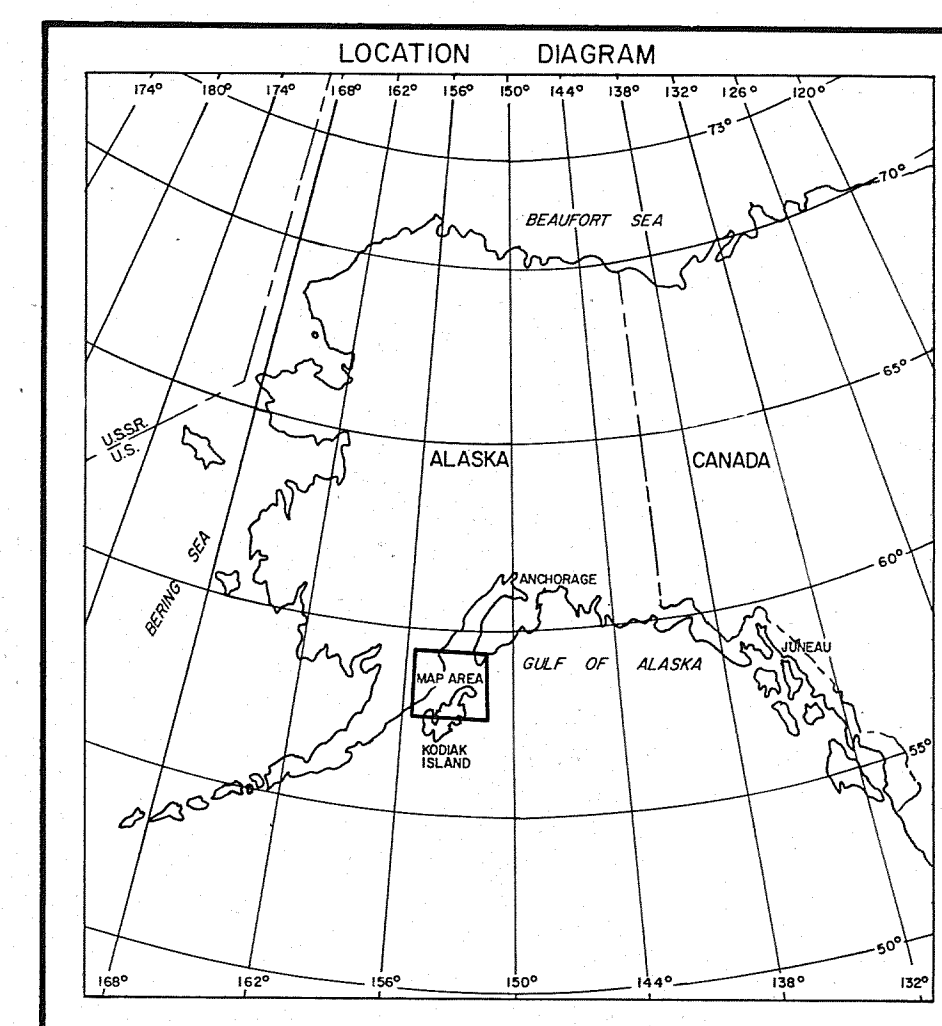 LOCATION DIAGRAM
174° 180° 174° 168° 162° 156° 150° 144° 138° 132° 126° 120°
73°
70°
BEAUFORT SEA
65°
U.S.S.R.
U.S.
ALASKA CANADA
BERING SEA
60°
ANCHORAGE
JUNEAU
GULF OF ALASKA
MAP AREA
KODIAK
ISLAND
55°
50°
168° 162° 156° 150° 144° 138° 132°